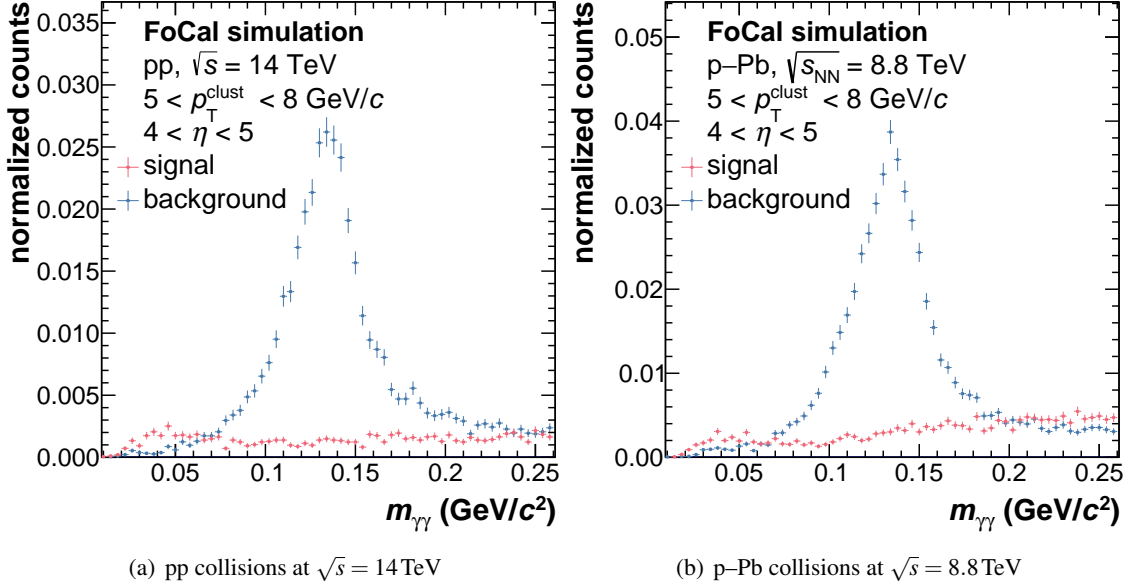 FoCal simulation
pp, √s = 14 TeV
5 < p_T^clust < 8 GeV/c
4 < η < 5
signal
background
normalized counts
0.035
0.030
0.025
0.020
0.015
0.010
0.005
0.000
0.05 0.1 0.15 0.2 0.25
m_γγ (GeV/c²)
(a) pp collisions at √s = 14 TeV
FoCal simulation
p–Pb, √s_NN = 8.8 TeV
5 < p_T^clust < 8 GeV/c
4 < η < 5
signal
background
normalized counts
0.05
0.04
0.03
0.02
0.01
0.00
0.05 0.1 0.15 0.2 0.25
m_γγ (GeV/c²)
(b) p–Pb collisions at √s = 8.8 TeV